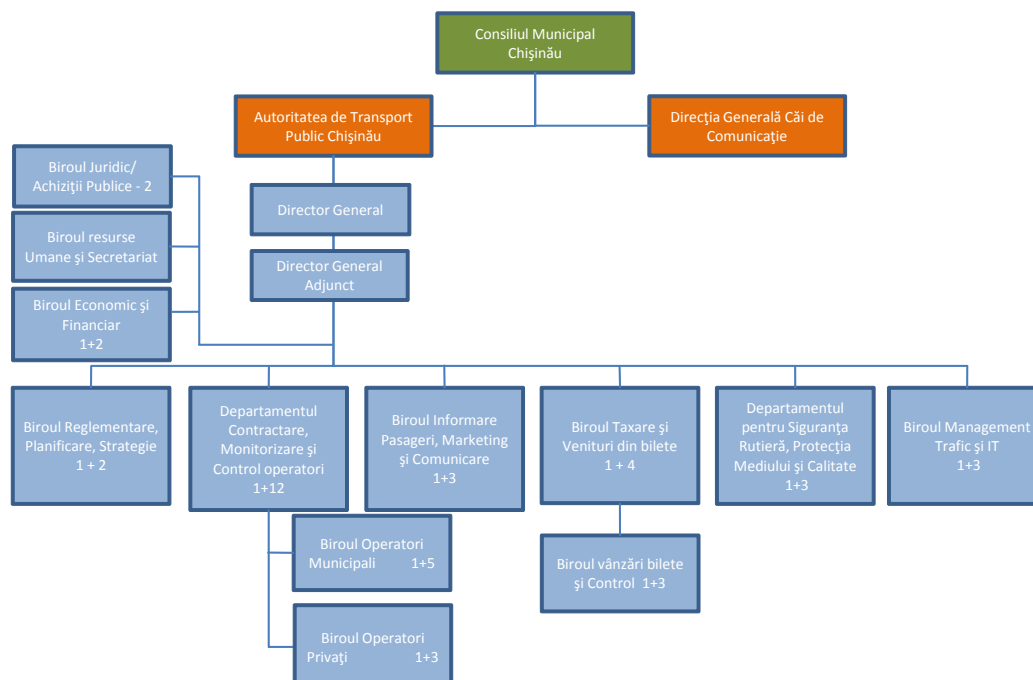 Consiliul Municipal
Chişinău
Autoritatea de Transport
Public Chişinău
Direcţia Generală Căi de
Comunicaţie
Biroul Juridic/
Achiziţii Publice - 2
Director General
Biroul resurse
Umane şi Secretariat
Director General
Adjunct
Biroul Economic şi
Financiar
1+2
Biroul Reglementare,
Planificare, Strategie
1 + 2
Departamentul
Contractare,
Monitorizare şi
Control operatori
1+12
Biroul Informare
Pasageri, Marketing
şi Comunicare
1+3
Biroul Taxare şi
Venituri din bilete
1 + 4
Departamentul
pentru Siguranţa
Rutieră, Protecţia
Mediului şi Calitate
1+3
Biroul Management
Trafic şi IT
1+3
Biroul Operatori
Municipali 1+5
Biroul vânzări bilete
şi Control 1+3
Biroul Operatori
Privaţi 1+3